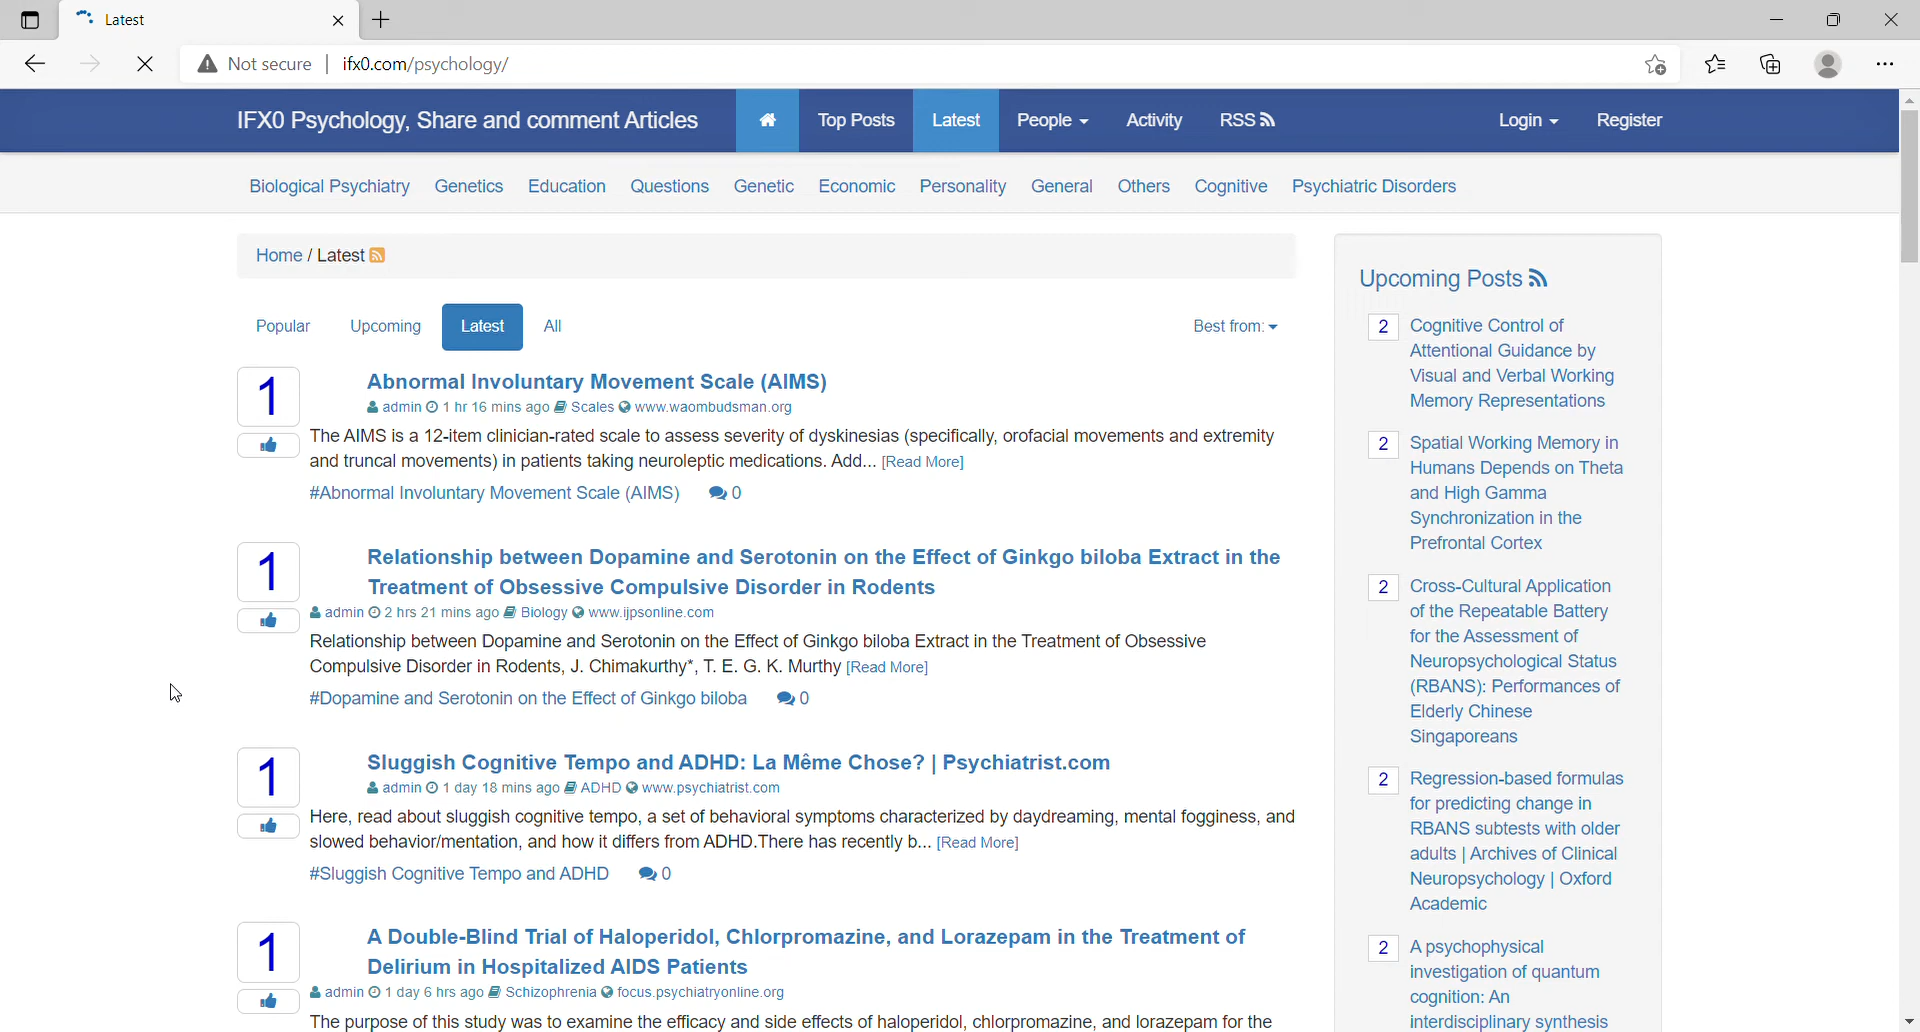 Latest
Not secure | ifx0.com/psychology/
IFX0 Psychology, Share and comment Articles Top Posts Latest People Activity RSS Login Register
Biological Psychiatry Genetics Education Questions Genetic Economic Personality General Others Cognitive Psychiatric Disorders
Home / Latest
Popular Upcoming Latest All Best from:
1
Abnormal Involuntary Movement Scale (AIMS)
admin 1 hr 16 mins ago Scales www.waombudsman.org
The AIMS is a 12-item clinician-rated scale to assess severity of dyskinesias (specifically, orofacial movements and extremity
and truncal movements) in patients taking neuroleptic medications. Add... [Read More]
#Abnormal Involuntary Movement Scale (AIMS) 0
1
Relationship between Dopamine and Serotonin on the Effect of Ginkgo biloba Extract in the
Treatment of Obsessive Compulsive Disorder in Rodents
admin 2 hrs 21 mins ago Biology www.ijpsonline.com
Relationship between Dopamine and Serotonin on the Effect of Ginkgo biloba Extract in the Treatment of Obsessive
Compulsive Disorder in Rodents, J. Chimakurthy*, T. E. G. K. Murthy [Read More]
#Dopamine and Serotonin on the Effect of Ginkgo biloba 0
1
Sluggish Cognitive Tempo and ADHD: La Même Chose? | Psychiatrist.com
admin 1 day 18 mins ago ADHD www.psychiatrist.com
Here, read about sluggish cognitive tempo, a set of behavioral symptoms characterized by daydreaming, mental fogginess, and
slowed behavior/mentation, and how it differs from ADHD.There has recently b... [Read More]
#Sluggish Cognitive Tempo and ADHD 0
1
A Double-Blind Trial of Haloperidol, Chlorpromazine, and Lorazepam in the Treatment of
Delirium in Hospitalized AIDS Patients
admin 1 day 6 hrs ago Schizophrenia focus.psychiatryonline.org
The purpose of this study was to examine the efficacy and side effects of haloperidol, chlorpromazine, and lorazepam for the
Upcoming Posts
2 Cognitive Control of
Attentional Guidance by
Visual and Verbal Working
Memory Representations
2 Spatial Working Memory in
Humans Depends on Theta
and High Gamma
Synchronization in the
Prefrontal Cortex
2 Cross-Cultural Application
of the Repeatable Battery
for the Assessment of
Neuropsychological Status
(RBANS): Performances of
Elderly Chinese
Singaporeans
2 Regression-based formulas
for predicting change in
RBANS subtests with older
adults | Archives of Clinical
Neuropsychology | Oxford
Academic
2 A psychophysical
investigation of quantum
cognition: An
interdisciplinary synthesis